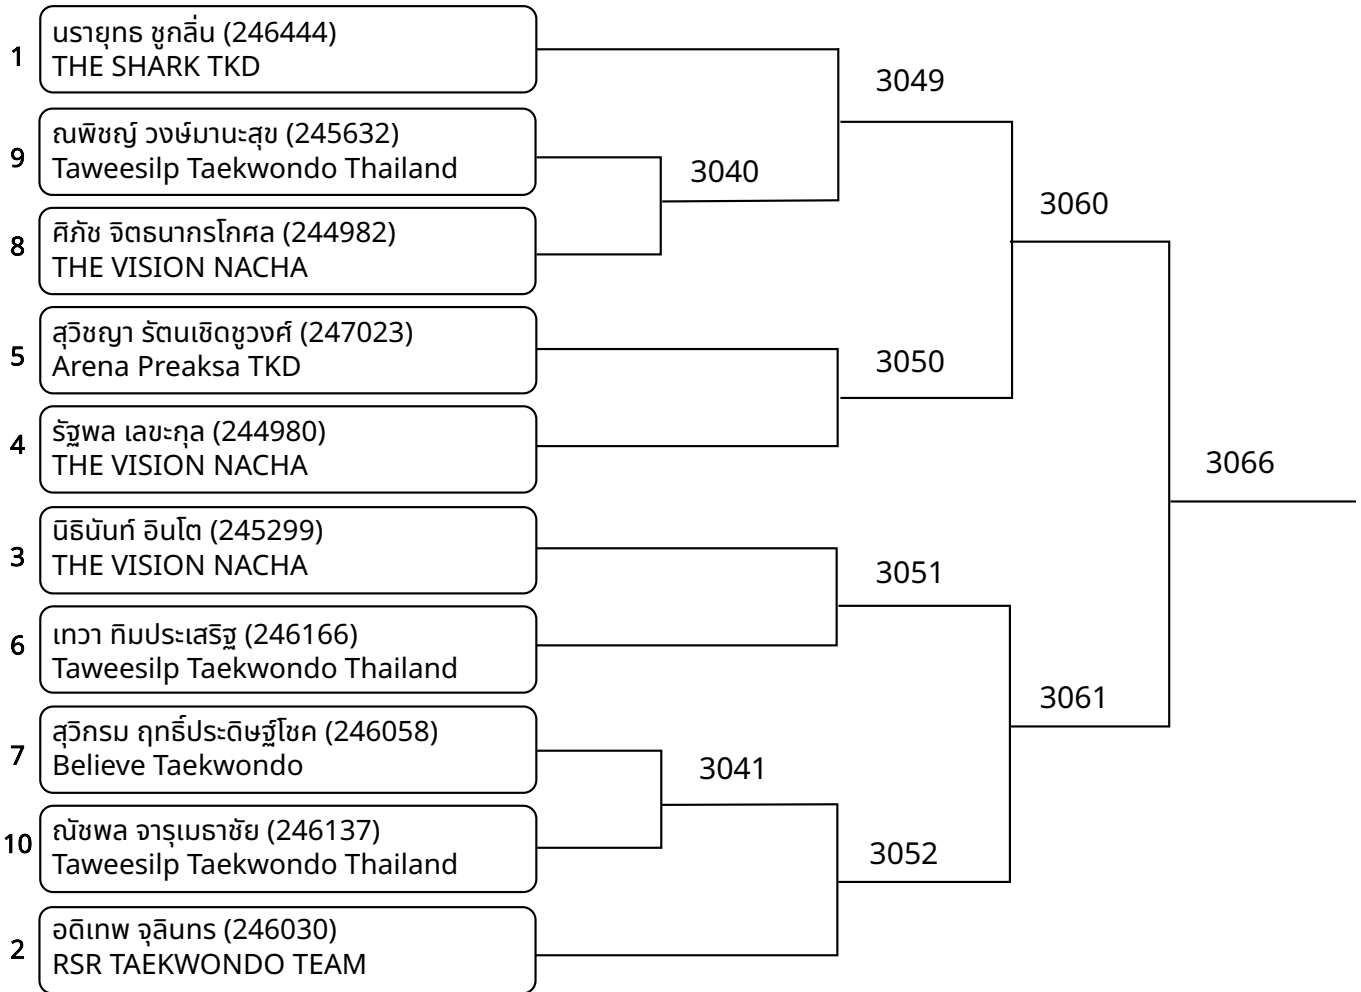 1
นรายุทธ ชูกลิ่น (246444)
THE SHARK TKD
9
ณพิชญ์ วงษ์มานะสุข (245632)
Taweesilp Taekwondo Thailand
8
ศิภัช จิตธนากรโกศล (244982)
THE VISION NACHA
5
สุวิชญา รัตนเชิดชูวงศ์ (247023)
Arena Preaksa TKD
4
รัฐพล เลขะกุล (244980)
THE VISION NACHA
3
นิธินันท์ อินโต (245299)
THE VISION NACHA
6
เทวา ทิมประเสริฐ (246166)
Taweesilp Taekwondo Thailand
7
สุวิกรม ฤทธิ์ประดิษฐ์โชค (246058)
Believe Taekwondo
10
ณัชพล จารุเมธาชัย (246137)
Taweesilp Taekwondo Thailand
2
อดิเทพ จุลินทร (246030)
RSR TAEKWONDO TEAM
3040
3041
3049
3050
3051
3052
3060
3061
3066